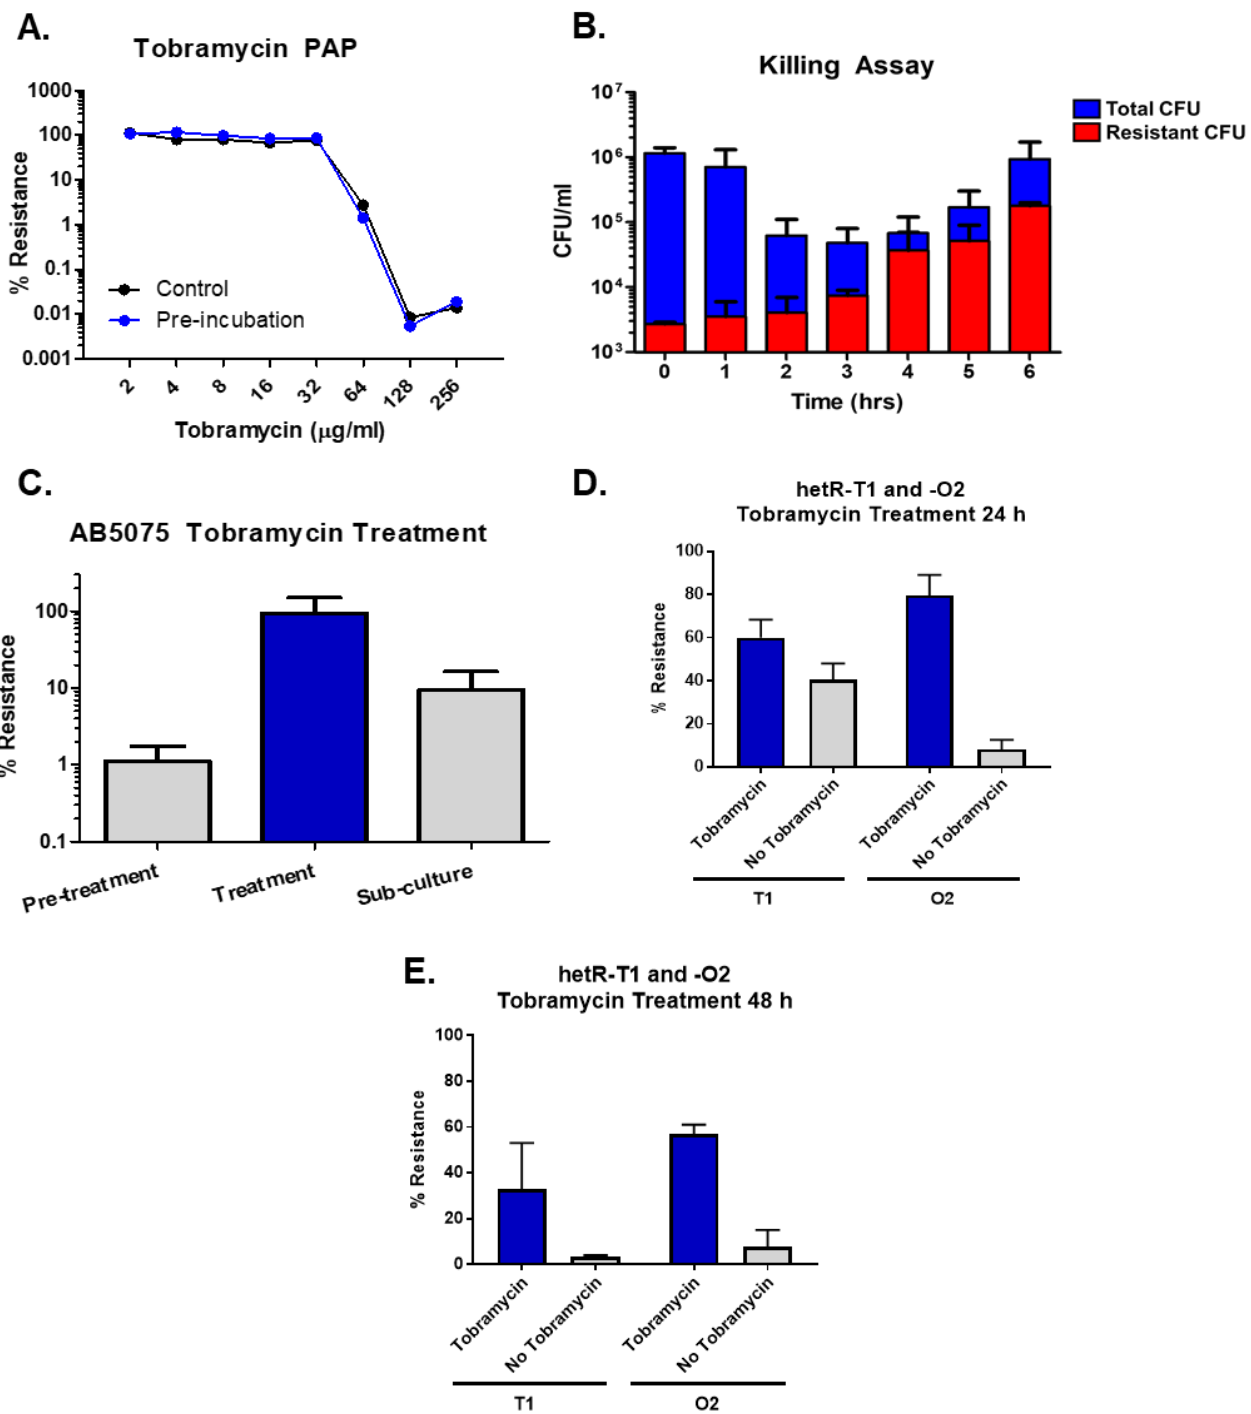 A.
Tobramycin PAP
1000
100
10
1
0.1
0.01
0.001
% Resistance
Control
Pre-incubation
2
4
8
16
32
64
128
256
Tobramycin (µg/ml)
B.
Killing Assay
10⁷
10⁶
10⁵
10⁴
10³
CFU/ml
Total CFU
Resistant CFU
0
1
2
3
4
5
6
Time (hrs)
C.
AB5075 Tobramycin Treatment
100
10
1
0.1
% Resistance
Pre-treatment
Treatment
Sub-culture
D.
hetR-T1 and -O2
Tobramycin Treatment 24 h
100
80
60
40
20
0
% Resistance
Tobramycin
No Tobramycin
Tobramycin
No Tobramycin
T1
O2
E.
hetR-T1 and -O2
Tobramycin Treatment 48 h
100
80
60
40
20
0
% Resistance
Tobramycin
No Tobramycin
Tobramycin
No Tobramycin
T1
O2